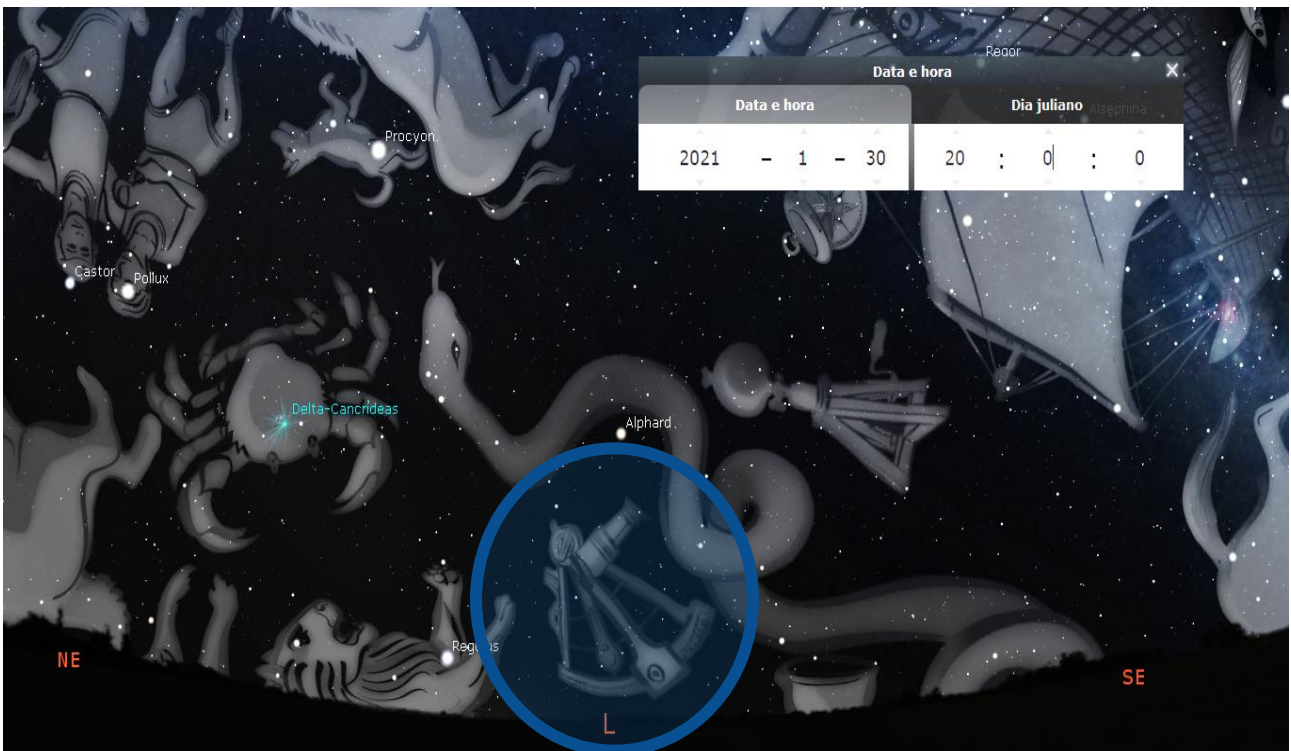 Regor
Data e hora
X
Data e hora
Dia juliano
Alsephina
2021 – 1 – 30
20 : 0 : 0
Procyon
Castor
Pollux
Delta-Cancrídeas
Alphard
Regulus
NE
L
SE